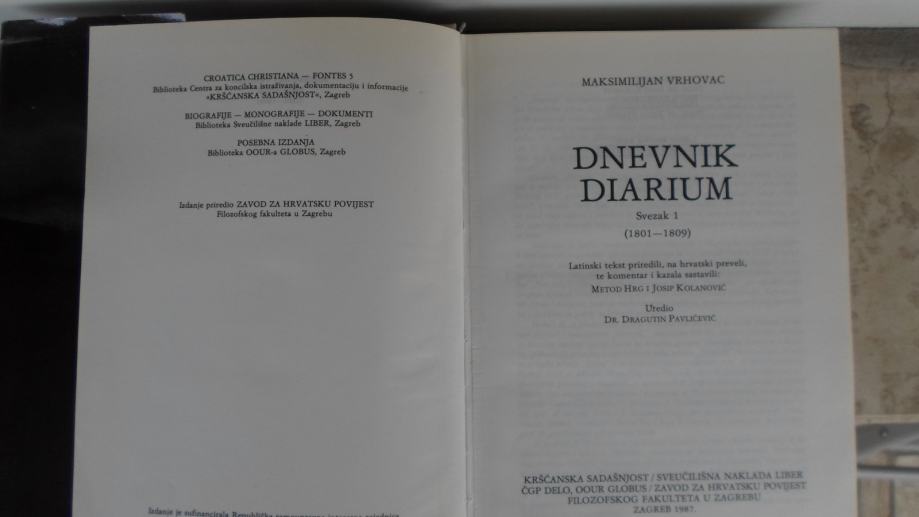 CROATICA CHRISTIANA — FONTES 5
Biblioteka Centra za koncilska istraživanja, dokumentaciju i informacije
»KRŠĆANSKA SADAŠNJOST«, Zagreb
BIOGRAFIJE — MONOGRAFIJE — DOKUMENTI
Biblioteka Sveučilišne naklade LIBER, Zagreb
POSEBNA IZDANJA
Biblioteka OOUR-a GLOBUS, Zagreb
Izdanje priredio ZAVOD ZA HRVATSKU POVIJEST
Filozofskog fakulteta u Zagrebu
Izdanje je sufinancirala Republička
MAKSIMILIJAN VRHOVAC
DNEVNIK
DIARIUM
Svezak 1
(1801—1809)
Latinski tekst priredili, na hrvatski preveli,
te komentar i kazala sastavili:
METOD HRG I JOSIP KOLANOVIĆ
Uredio
DR. DRAGUTIN PAVLIČEVIĆ
KRŠĆANSKA SADAŠNJOST / SVEUČILIŠNA NAKLADA LIBER
ČGP DELO, OOUR GLOBUS / ZAVOD ZA HRVATSKU POVIJEST
FILOZOFSKOG FAKULTETA U ZAGREBU
ZAGREB 1987.